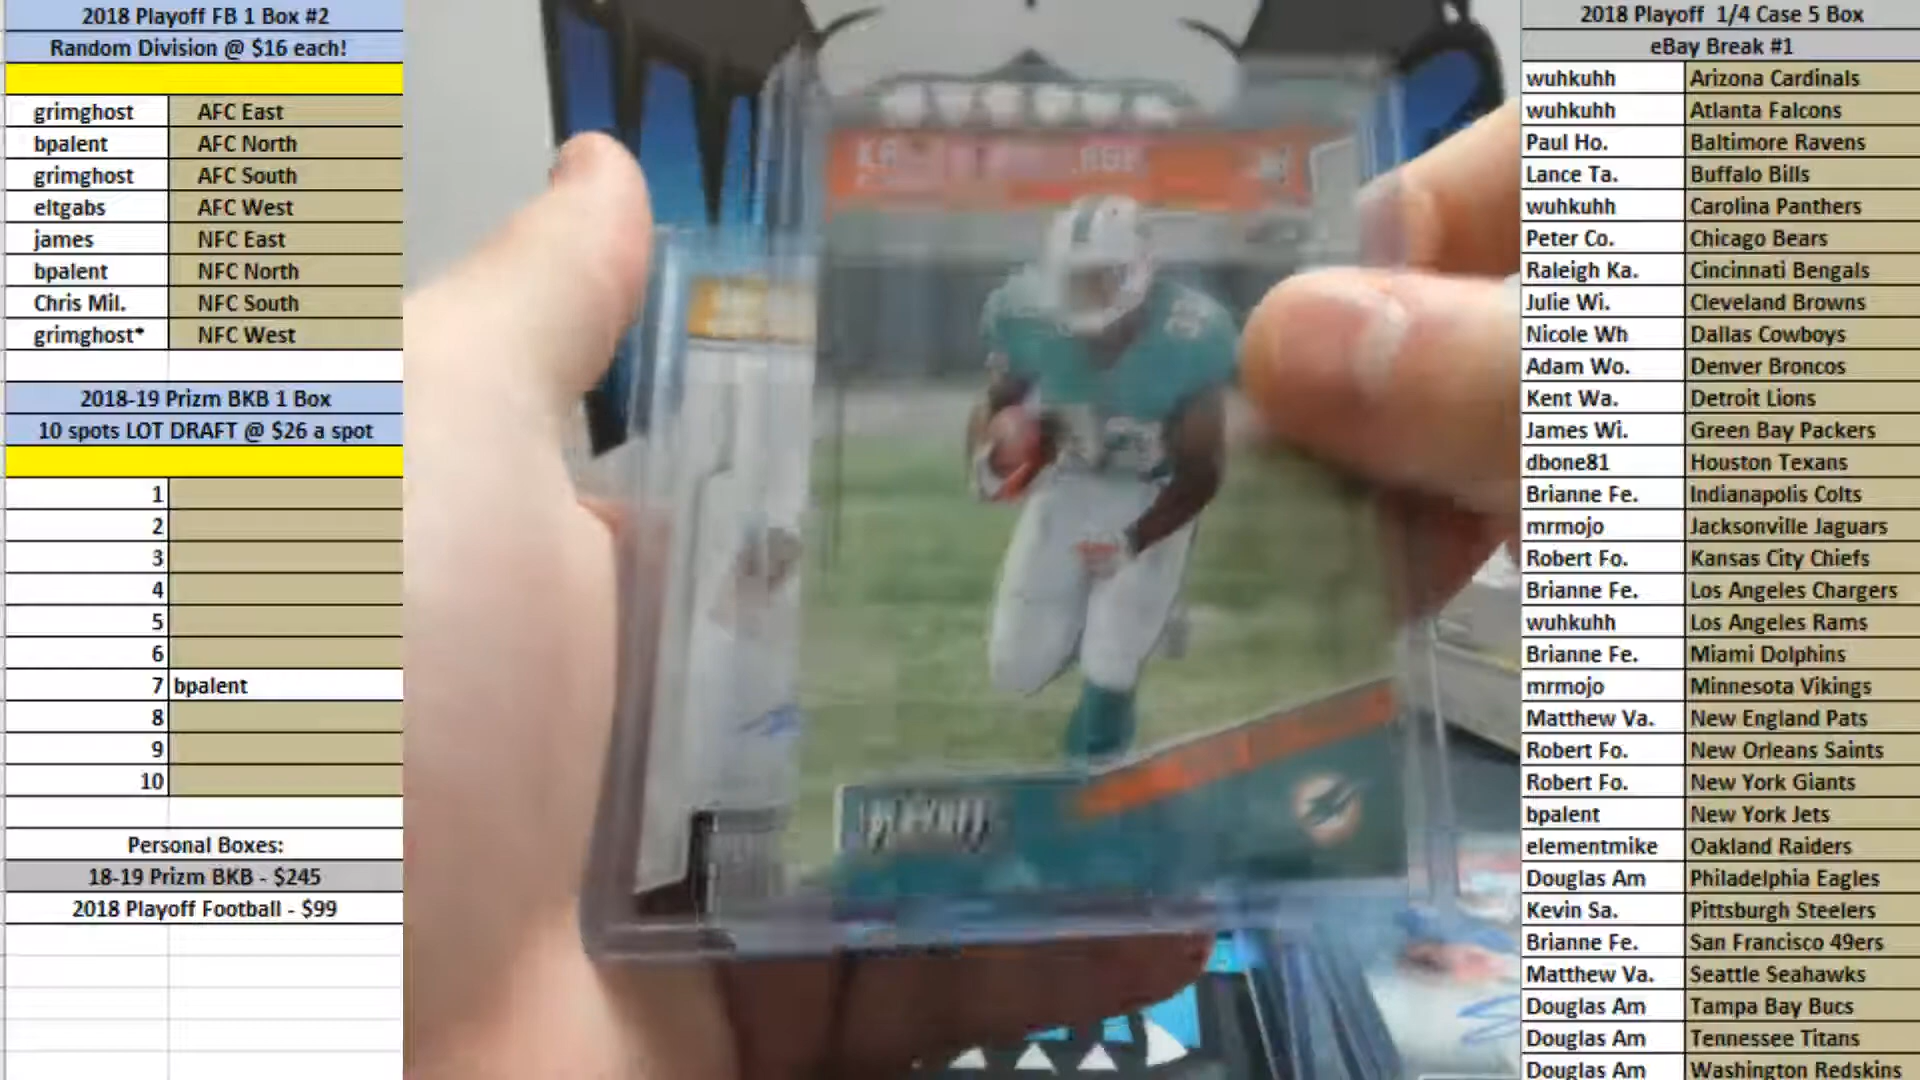 2018 Playoff FB 1 Box #2
Random Division @ $16 each!
grimghost AFC East
bpalent AFC North
grimghost AFC South
eltgabs AFC West
james NFC East
bpalent NFC North
Chris Mil. NFC South
grimghost* NFC West
2018-19 Prizm BKB 1 Box
10 spots LOT DRAFT @ $26 a spot
1
2
3
4
5
6
7 bpalent
8
9
10
Personal Boxes:
18-19 Prizm BKB - $245
2018 Playoff Football - $99
PLAYOFF
2018 Playoff 1/4 Case 5 Box
eBay Break #1
wuhkuhh Arizona Cardinals
wuhkuhh Atlanta Falcons
Paul Ho. Baltimore Ravens
Lance Ta. Buffalo Bills
wuhkuhh Carolina Panthers
Peter Co. Chicago Bears
Raleigh Ka. Cincinnati Bengals
Julie Wi. Cleveland Browns
Nicole Wh Dallas Cowboys
Adam Wo. Denver Broncos
Kent Wa. Detroit Lions
James Wi. Green Bay Packers
dbone81 Houston Texans
Brianne Fe. Indianapolis Colts
mrmojo Jacksonville Jaguars
Robert Fo. Kansas City Chiefs
Brianne Fe. Los Angeles Chargers
wuhkuhh Los Angeles Rams
Brianne Fe. Miami Dolphins
mrmojo Minnesota Vikings
Matthew Va. New England Pats
Robert Fo. New Orleans Saints
Robert Fo. New York Giants
bpalent New York Jets
elementmike Oakland Raiders
Douglas Am Philadelphia Eagles
Kevin Sa. Pittsburgh Steelers
Brianne Fe. San Francisco 49ers
Matthew Va. Seattle Seahawks
Douglas Am Tampa Bay Bucs
Douglas Am Tennessee Titans
Douglas Am Washington Redskins